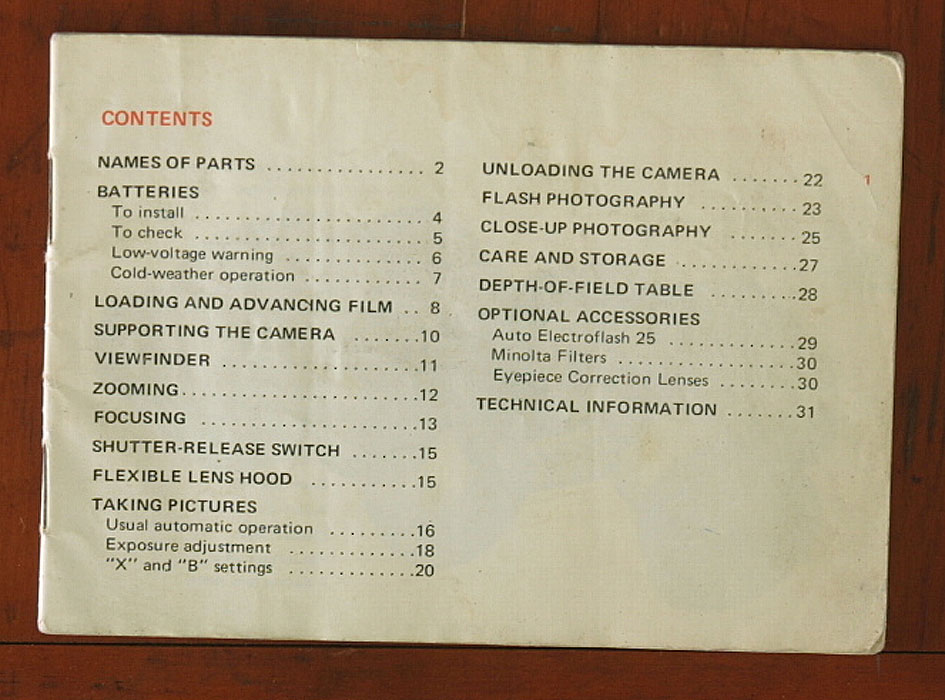 CONTENTS
NAMES OF PARTS ................ 2
BATTERIES
To install ....................... 4
To check ........................ 5
Low-voltage warning .............. 6
Cold-weather operation ............ 7
LOADING AND ADVANCING FILM .. 8
SUPPORTING THE CAMERA .......10
VIEWFINDER ....................11
ZOOMING........................12
FOCUSING ......................13
SHUTTER-RELEASE SWITCH .......15
FLEXIBLE LENS HOOD ...........15
TAKING PICTURES
Usual automatic operation .........16
Exposure adjustment .............18
"X" and "B" settings .............20
UNLOADING THE CAMERA .......22
FLASH PHOTOGRAPHY ..........23
CLOSE-UP PHOTOGRAPHY .......25
CARE AND STORAGE ............27
DEPTH-OF-FIELD TABLE .........28
OPTIONAL ACCESSORIES
Auto Electroflash 25 .............29
Minolta Filters ..................30
Eyepiece Correction Lenses ........30
TECHNICAL INFORMATION .......31
1